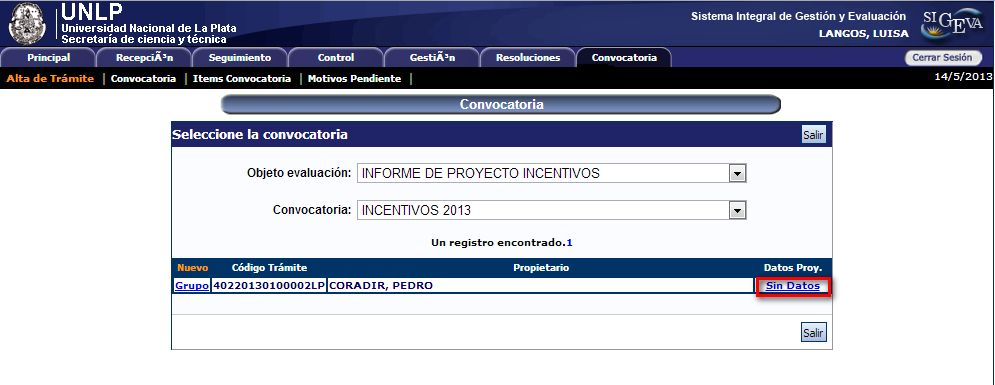 UNLP
Universidad Nacional de La Plata
Secretaría de ciencia y técnica
Sistema Integral de Gestión y Evaluación
LANGOS, LUISA
SIGEVA
Principal RecepciÃ³n Seguimiento Control GestiÃ³n Resoluciones Convocatoria Cerrar Sesión
Alta de Trámite | Convocatoria | Items Convocatoria | Motivos Pendiente | 14/5/2013
Convocatoria
Seleccione la convocatoria Salir
Objeto evaluación: INFORME DE PROYECTO INCENTIVOS
Convocatoria: INCENTIVOS 2013
Un registro encontrado.1
Nuevo Código Trámite Propietario Datos Proy.
Grupo 40220130100002LP CORADIR, PEDRO Sin Datos
Salir